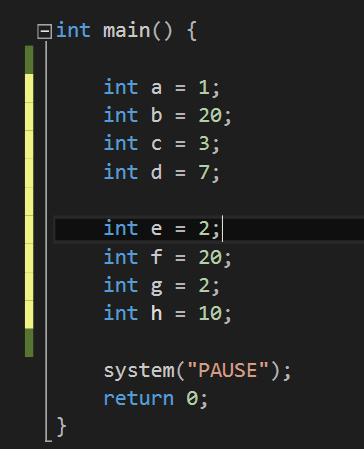 int main() {
int a = 1;
int b = 20;
int c = 3;
int d = 7;
int e = 2;
int f = 20;
int g = 2;
int h = 10;
system("PAUSE");
return 0;
}